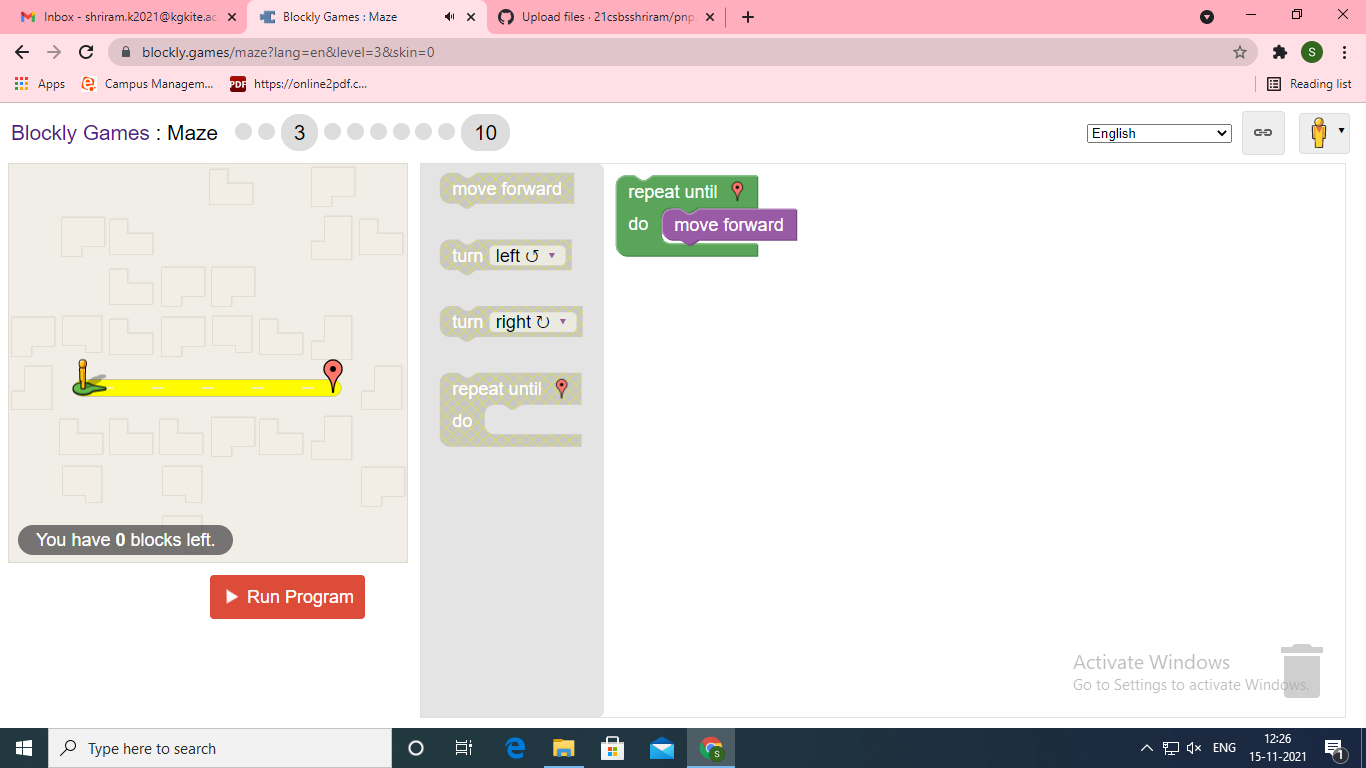 Inbox - shriram.k2021@kgkite.ac
Blockly Games : Maze
Upload files · 21csbsshriram/pnp
blockly.games/maze?lang=en&level=3&skin=0
S
Apps
Campus Managem...
PDF
https://online2pdf.c...
Reading list
Blockly Games : Maze
3
10
English
move forward
turn left ↺ ▾
turn right ↻ ▾
repeat until
do
repeat until
do move forward
You have 0 blocks left.
Run Program
Activate Windows
Go to Settings to activate Windows.
Type here to search
S
ENG
12:26
15-11-2021
1